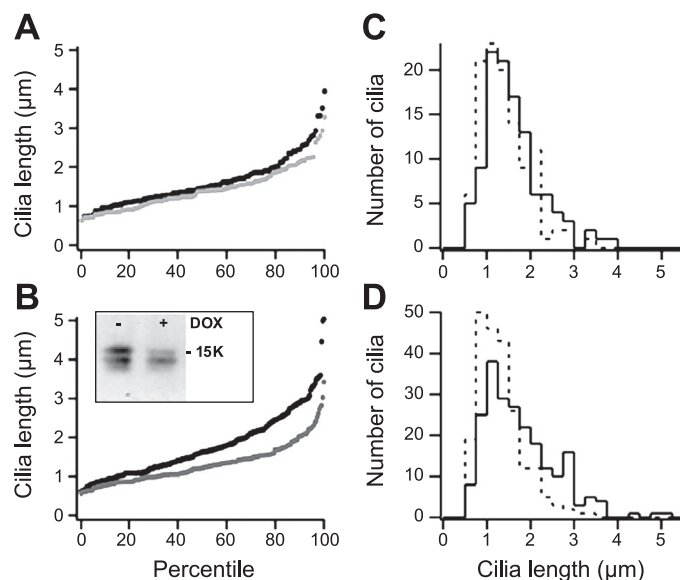 A
Cilia length (µm)
5
4
3
2
1
0
0 20 40 60 80 100
B
Cilia length (µm)
5
4
3
2
1
0
- + DOX
- 15K
0 20 40 60 80 100
Percentile
C
Number of cilia
20
15
10
5
0
0 1 2 3 4 5
D
Number of cilia
50
40
30
20
10
0
0 1 2 3 4 5
Cilia length (µm)